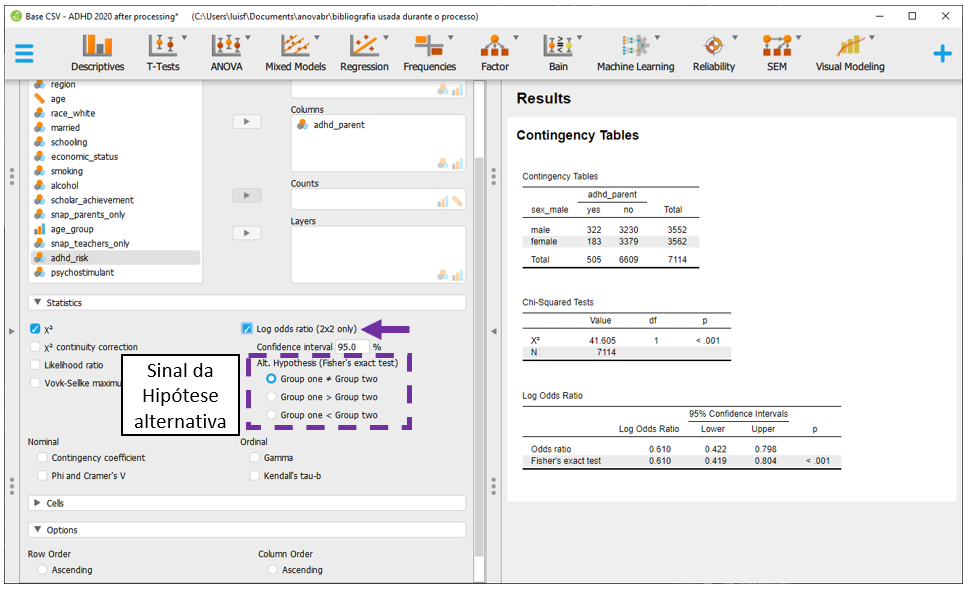 Base CSV - ADHD 2020 after processing* (C:\Users\luisf\Documents\anovabr\bibliografia usada durante o processo)
Descriptives T-Tests ANOVA Mixed Models Regression Frequencies Factor Bain Machine Learning Reliability SEM Visual Modeling
region
age
race_white
married
schooling
economic_status
smoking
alcohol
scholar_achievement
snap_parents_only
age_group
snap_teachers_only
adhd_risk
psychostimulant
Columns
adhd_parent
Counts
Layers
Statistics
X²
X² continuity correction
Likelihood ratio
Vovk-Sellke maximu
Log odds ratio (2x2 only)
Confidence interval 95.0 %
Alt. Hypothesis (Fisher's exact test)
Group one ≠ Group two
Group one > Group two
Group one < Group two
Sinal da
Hipótese
alternativa
Nominal
Contingency coefficient
Phi and Cramer's V
Ordinal
Gamma
Kendall's tau-b
Cells
Options
Row Order
Ascending
Column Order
Ascending
Results
Contingency Tables
Contingency Tables
adhd_parent
sex_male yes no Total
male 322 3230 3552
female 183 3379 3562
Total 505 6609 7114
Chi-Squared Tests
Value df p
X² 41.605 1 < .001
N 7114
Log Odds Ratio
95% Confidence Intervals
Log Odds Ratio Lower Upper p
Odds ratio 0.610 0.422 0.798
Fisher's exact test 0.610 0.419 0.804 < .001